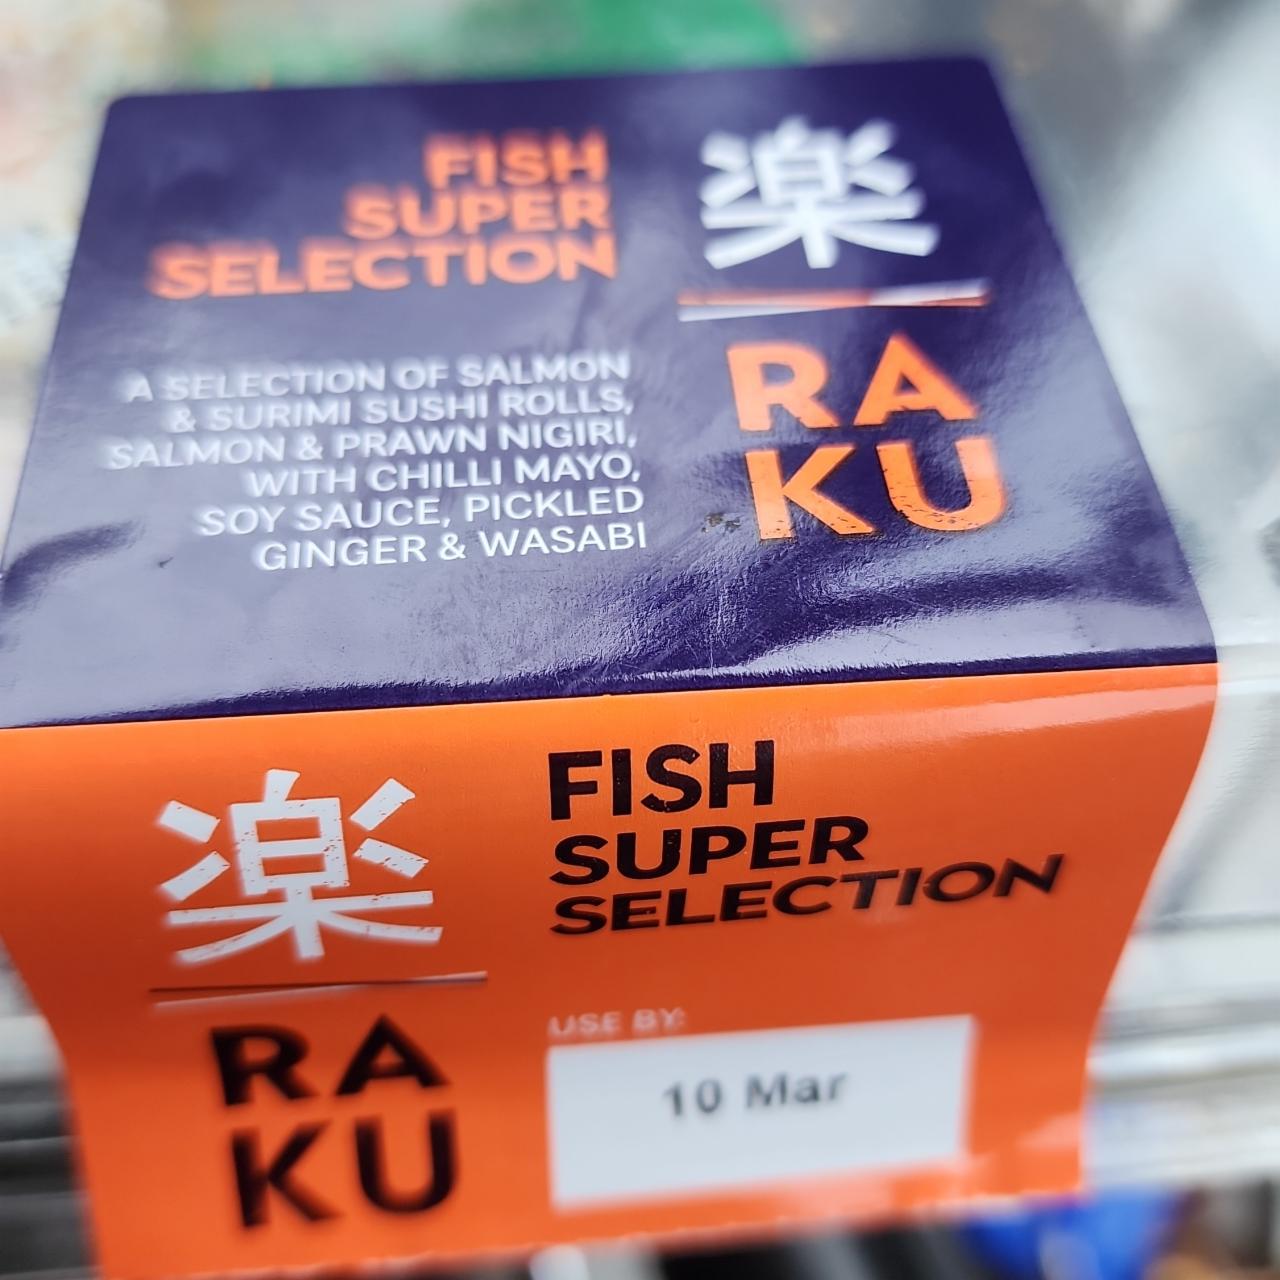 FISH
SUPER
SELECTION
A SELECTION OF SALMON
& SURIMI SUSHI ROLLS,
SALMON & PRAWN NIGIRI,
WITH CHILLI MAYO,
SOY SAUCE, PICKLED
GINGER & WASABI
楽
RA
KU
楽
RA
KU
FISH
SUPER
SELECTION
USE BY:
10 Mar